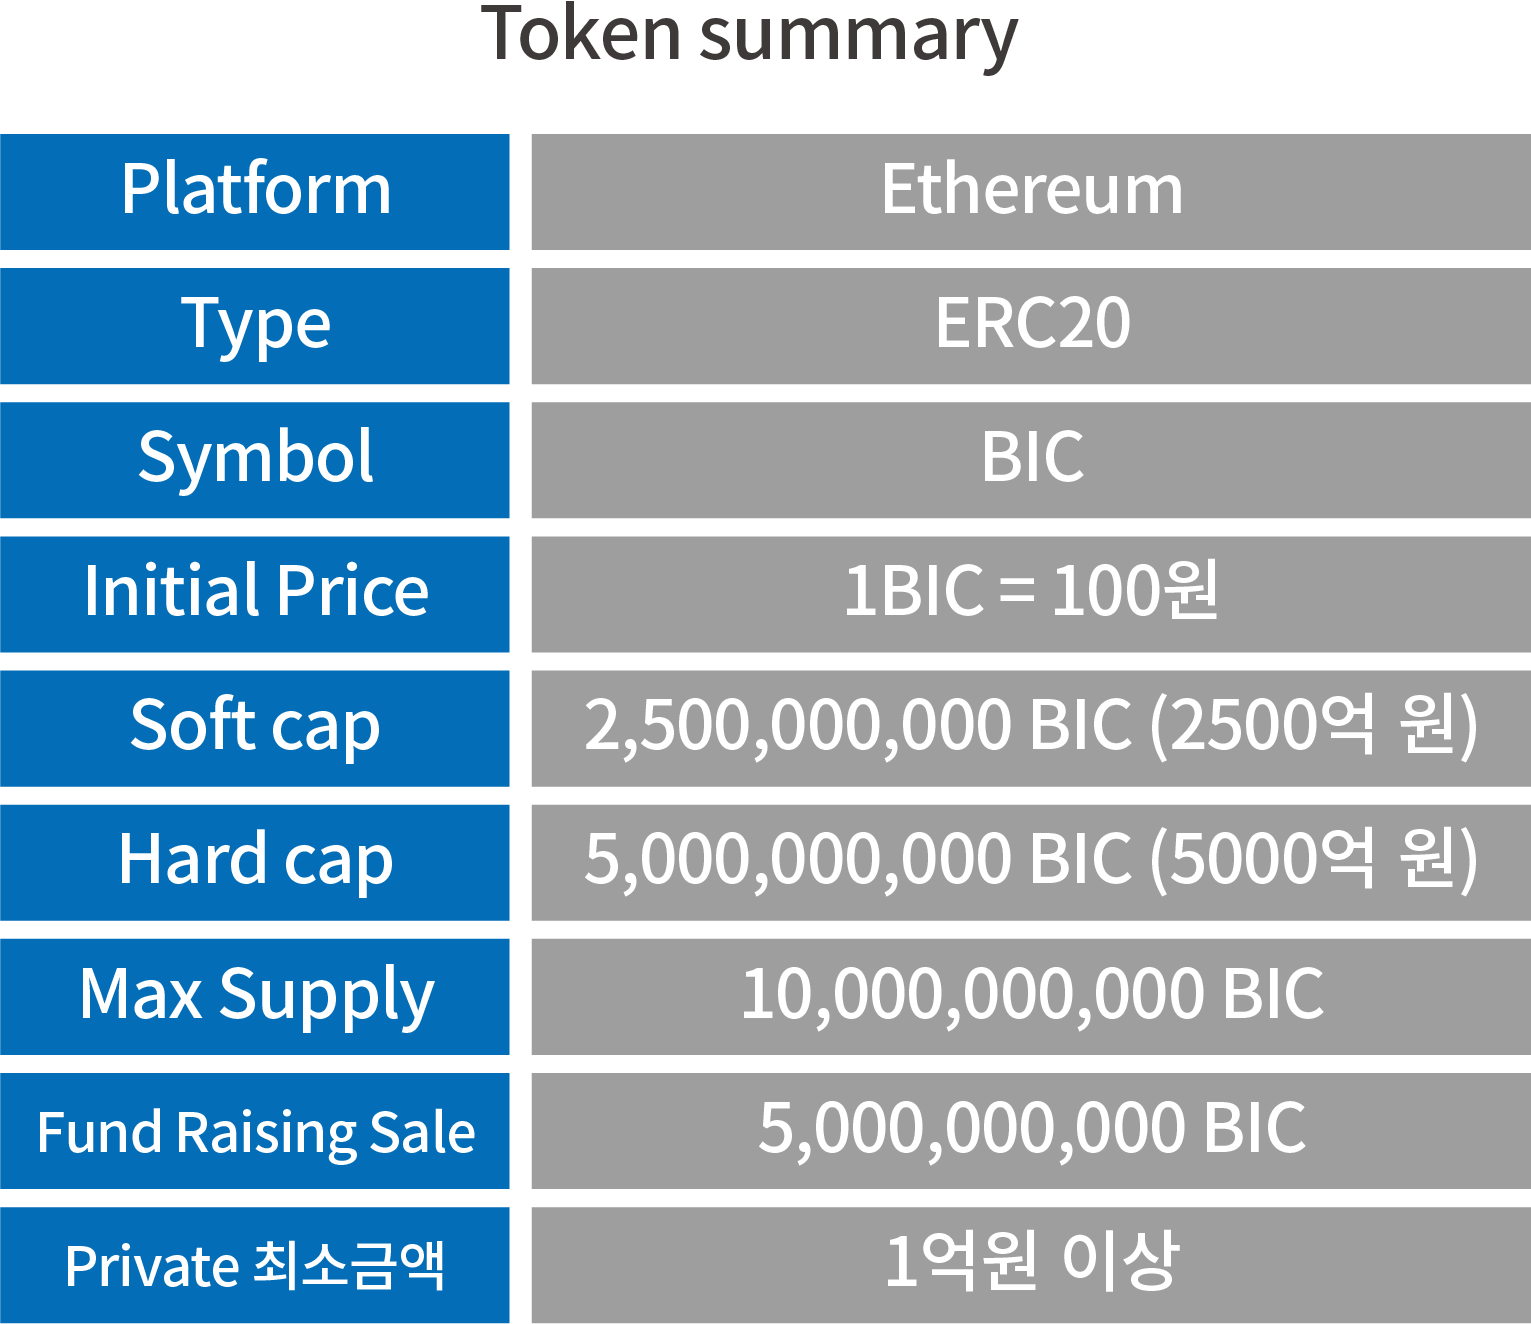 Token summary
Platform Ethereum
Type ERC20
Symbol BIC
Initial Price 1BIC = 100원
Soft cap 2,500,000,000 BIC (2500억 원)
Hard cap 5,000,000,000 BIC (5000억 원)
Max Supply 10,000,000,000 BIC
Fund Raising Sale 5,000,000,000 BIC
Private 최소금액 1억원 이상